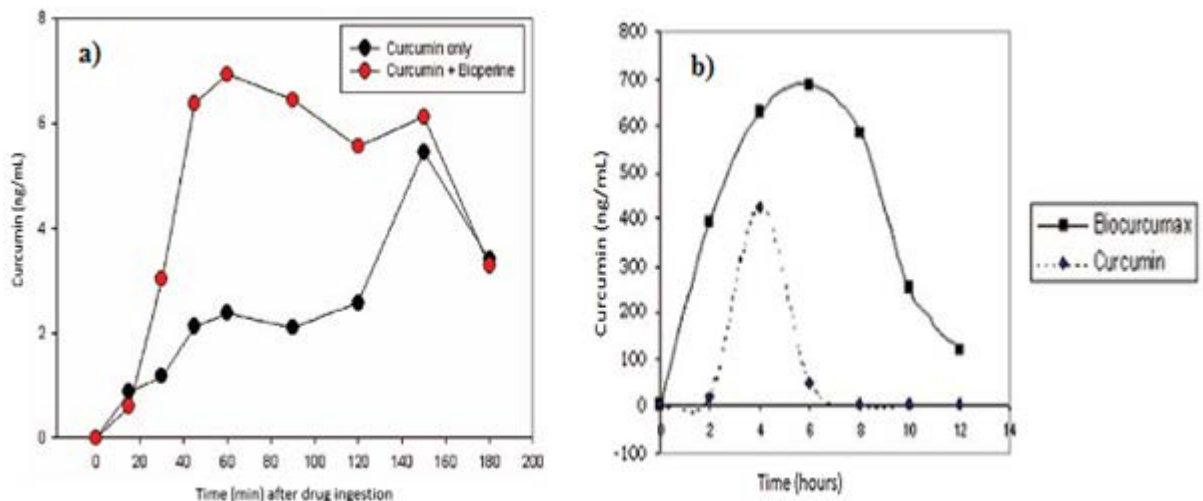 a)
Curcumin only
Curcumin + Bioperine
8
6
4
2
0
Curcumin (ng/mL)
0 20 40 60 80 100 120 140 160 180 200
Time (min) after drug ingestion
b)
800
700
600
500
400
300
200
100
0
-100
Curcumin (ng/mL)
0 2 4 6 8 10 12 14
Time (hours)
Biocurcumax
Curcumin